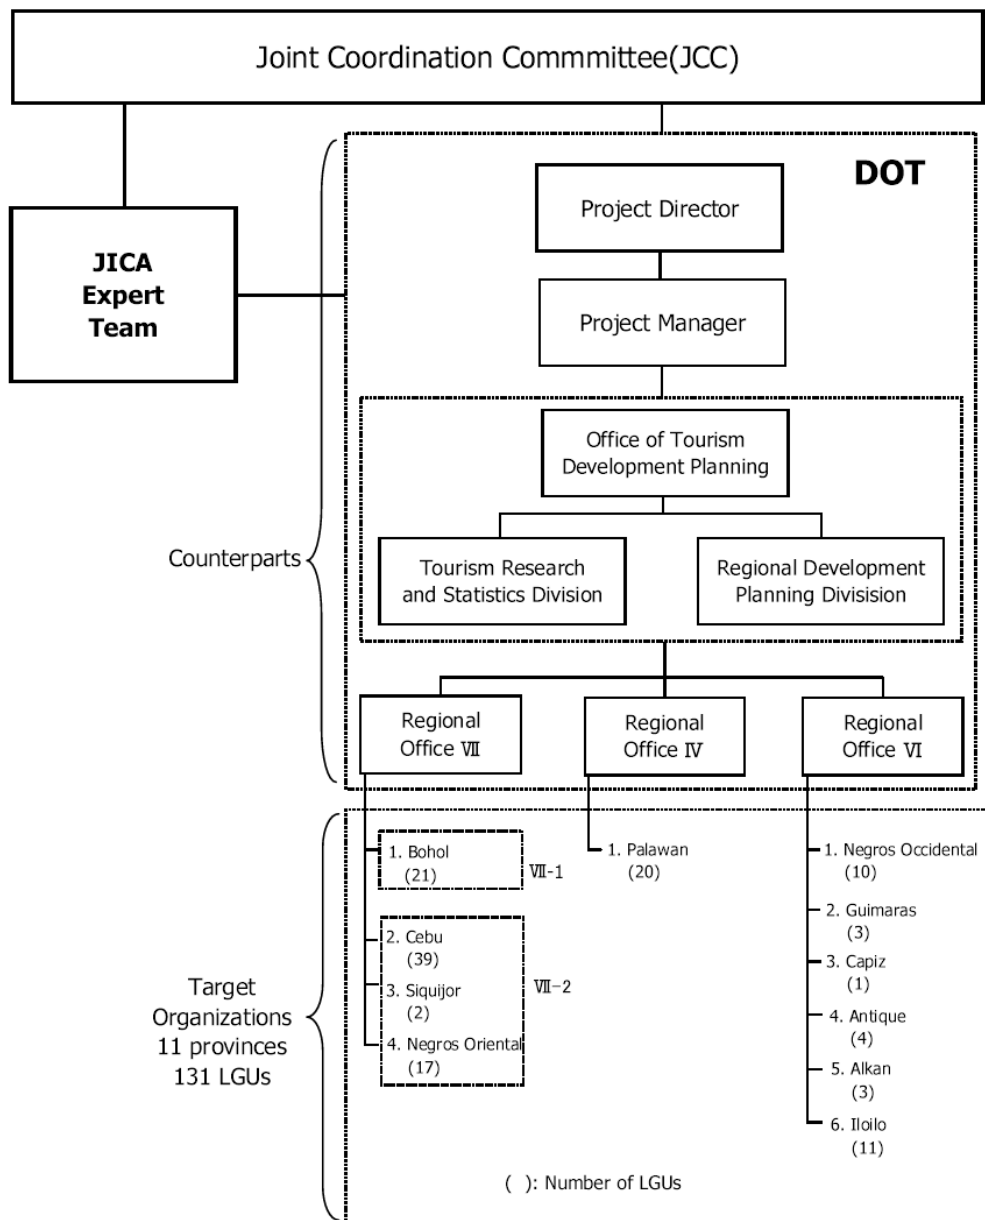 Joint Coordination Commmittee(JCC)
DOT
Project Director
JICA
Expert
Team
Project Manager
Office of Tourism
Development Planning
Counterparts
Tourism Research
and Statistics Division
Regional Development
Planning Divisision
Regional
Office Ⅶ
Regional
Office Ⅳ
Regional
Office Ⅵ
Target
Organizations
11 provinces
131 LGUs
1. Bohol
(21)
Ⅶ-1
2. Cebu
(39)
3. Siquijor
(2)
Ⅶ-2
4. Negros Oriental
(17)
1. Palawan
(20)
1. Negros Occidental
(10)
2. Guimaras
(3)
3. Capiz
(1)
4. Antique
(4)
5. Alkan
(3)
6. Iloilo
(11)
( ): Number of LGUs